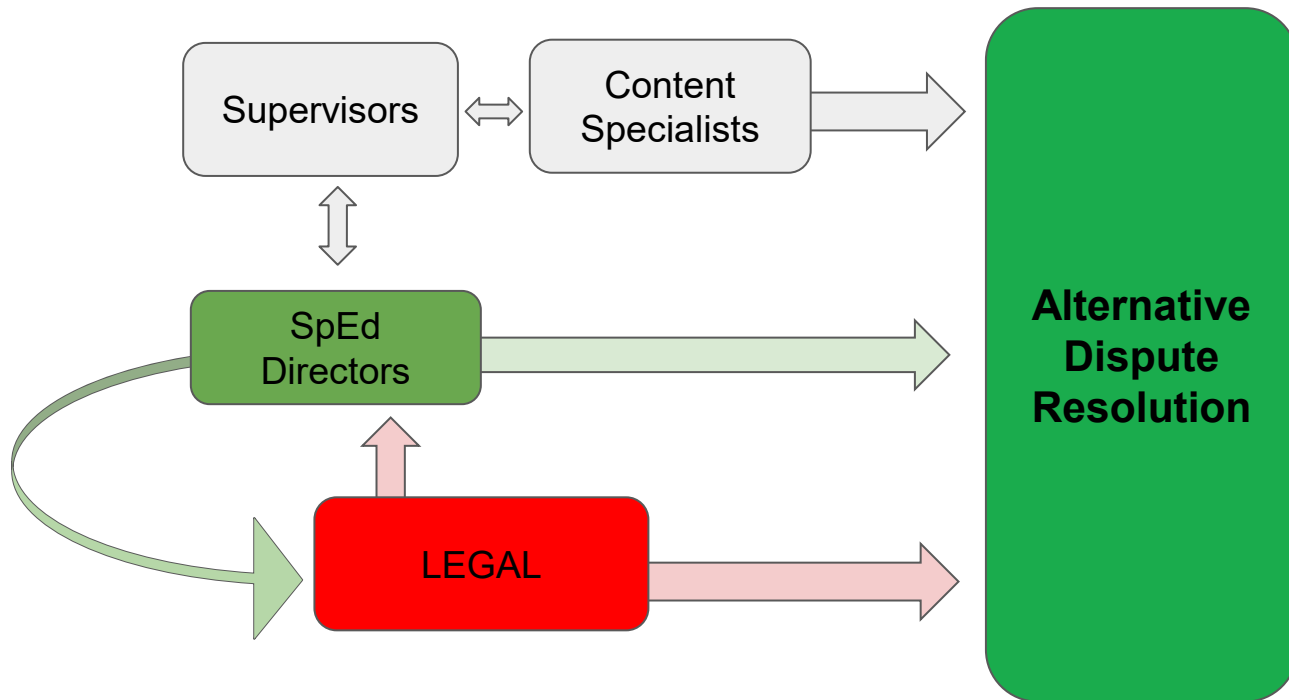 Supervisors
Content
Specialists
SpEd
Directors
LEGAL
Alternative
Dispute
Resolution